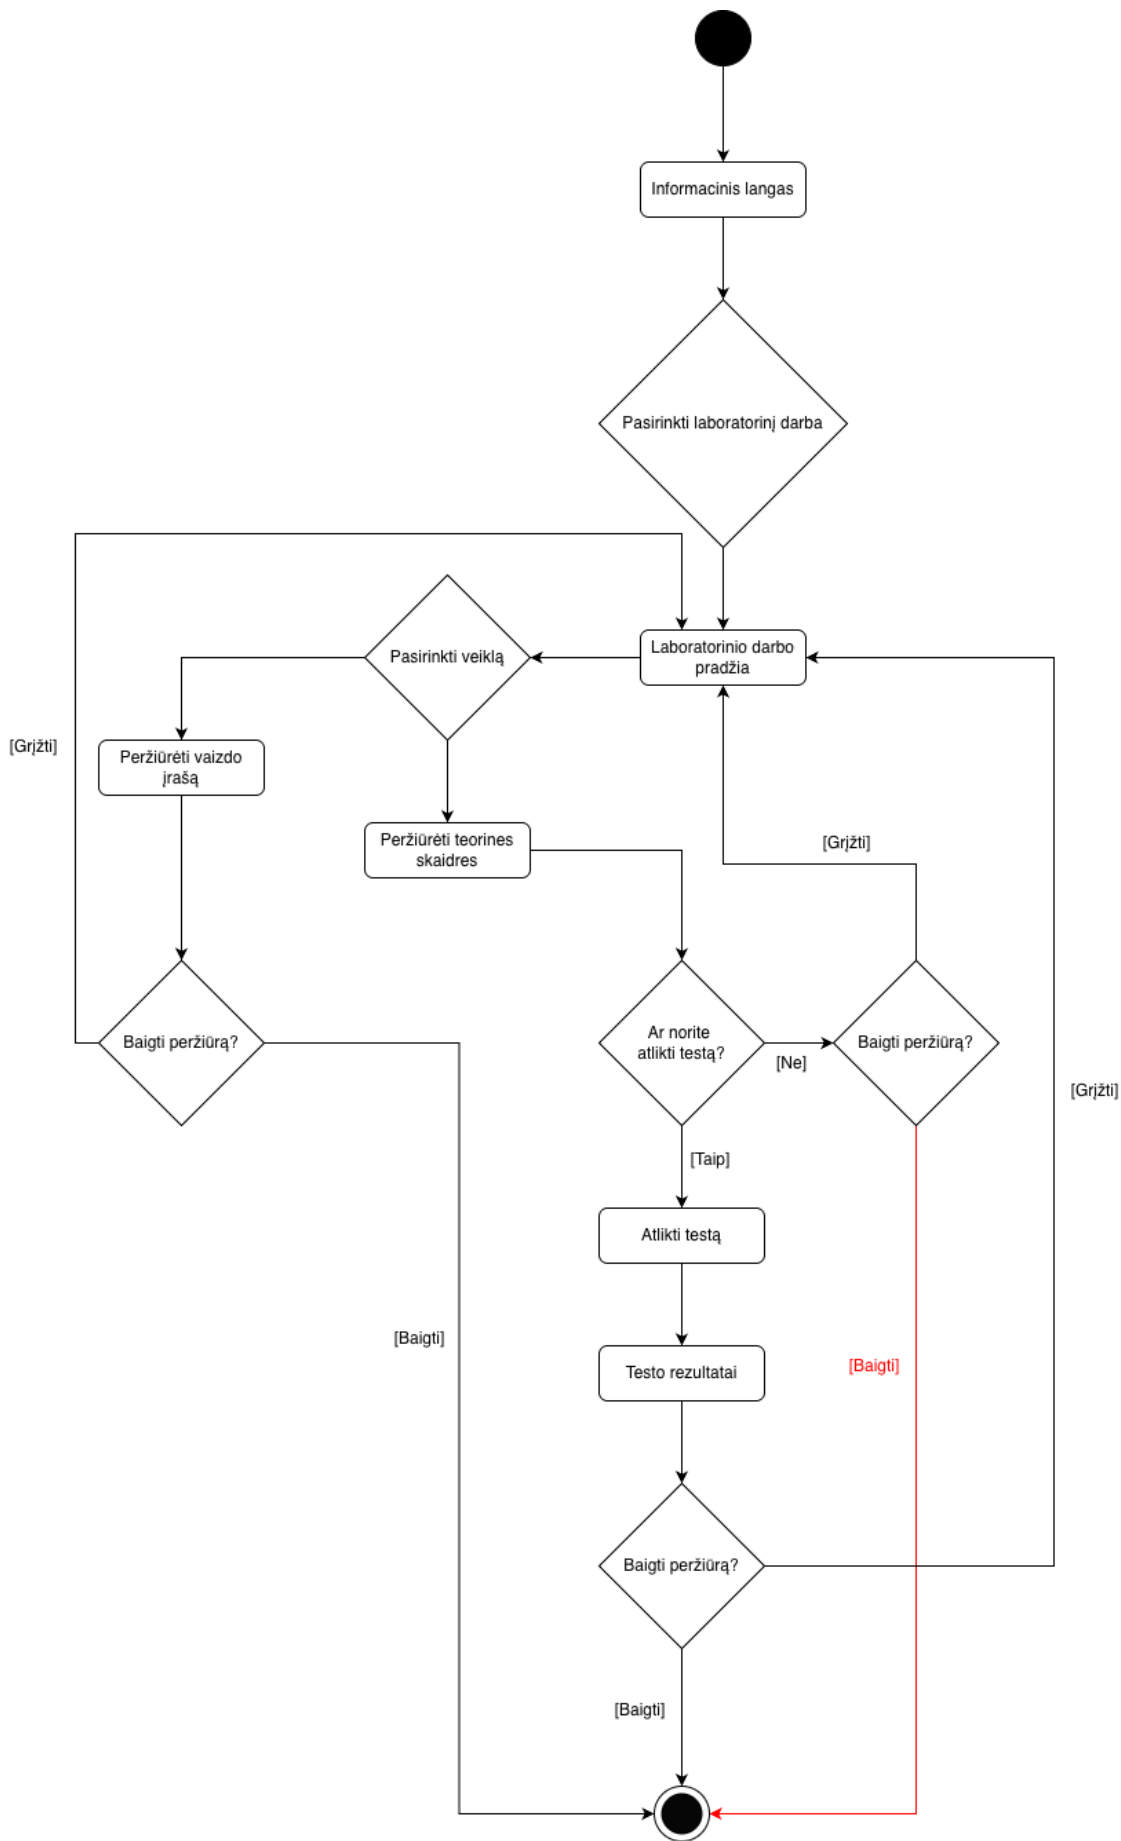 Informacinis langas
Pasirinkti laboratorinį darba
Laboratorinio darbo
pradžia
Pasirinkti veiklą
[Grįžti]
Peržiūrėti vaizdo
įrašą
Peržiūrėti teorines
skaidres
[Grįžti]
Baigti peržiūrą?
Ar norite
atlikti testą?
[Ne]
Baigti peržiūrą?
[Grįžti]
[Taip]
Atlikti testą
[Baigti]
[Baigti]
Testo rezultatai
Baigti peržiūrą?
[Baigti]